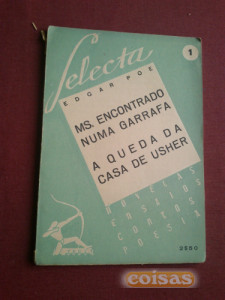 Selecta
1
EDGAR POE
MS. ENCONTRADO
NUMA GARRAFA
A QUEDA DA
CASA DE USHER
NOVELAS
ENSAIOS
CONTOS
POESIA
coisas